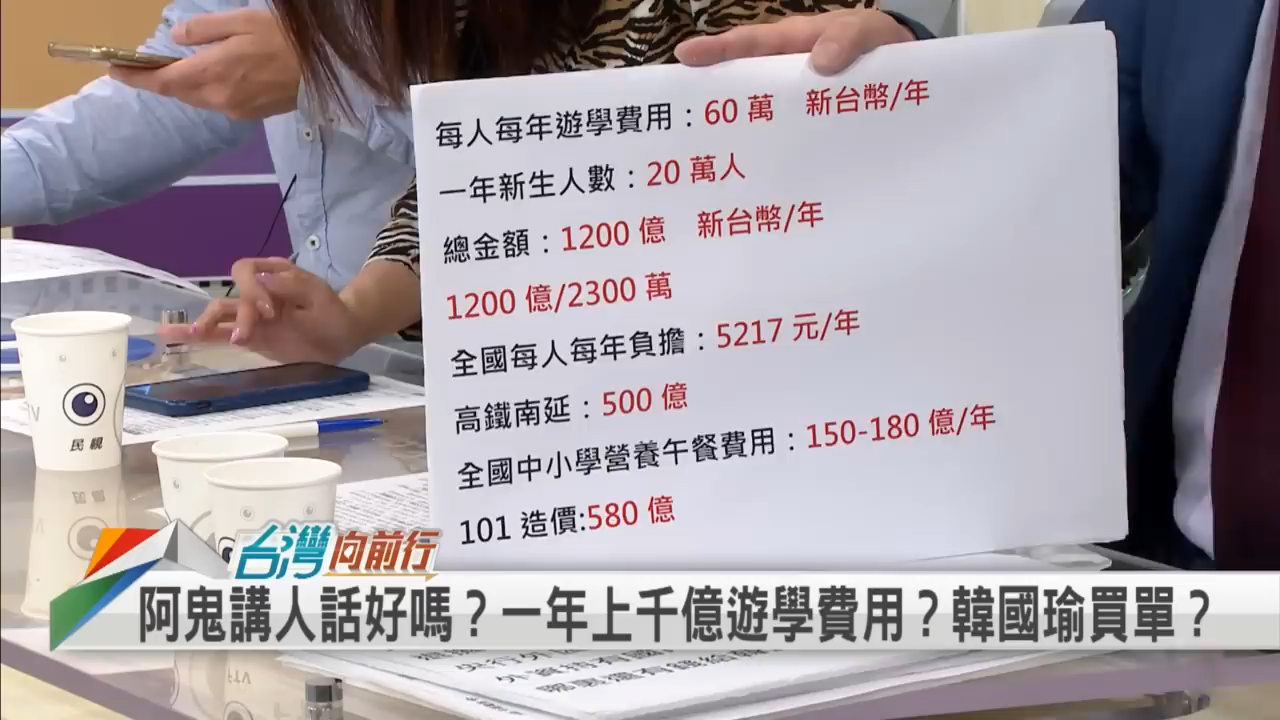 每人每年遊學費用：60 萬 新台幣/年
一年新生人數：20 萬人
總金額：1200 億 新台幣/年
1200 億/2300 萬
全國每人每年負擔：5217 元/年
高鐵南延：500 億
全國中小學營養午餐費用：150-180 億/年
101 造價:580 億
民視
台灣向前行
阿鬼講人話好嗎？一年上千億遊學費用？韓國瑜買單？